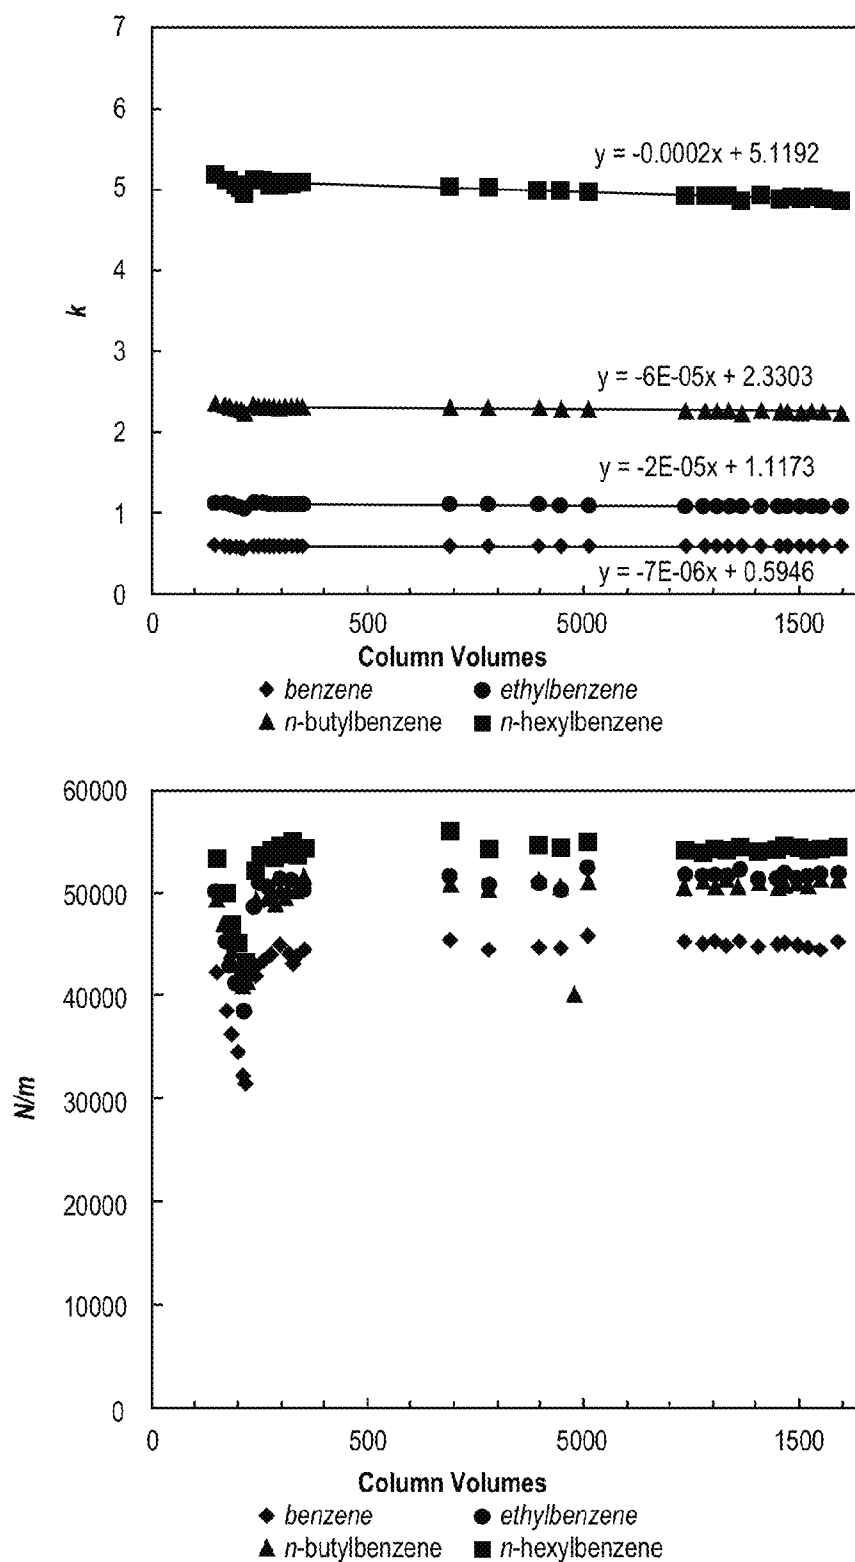 7
6
y = -0.0002x + 5.1192
5
4
k
3
y = -6E-05x + 2.3303
2
y = -2E-05x + 1.1173
1
y = -7E-06x + 0.5946
0
0 500 5000 1500
Column Volumes
benzene ethylbenzene
n-butylbenzene n-hexylbenzene
60000
50000
40000
N/m
30000
20000
10000
0
0 500 5000 1500
Column Volumes
benzene ethylbenzene
n-butylbenzene n-hexylbenzene